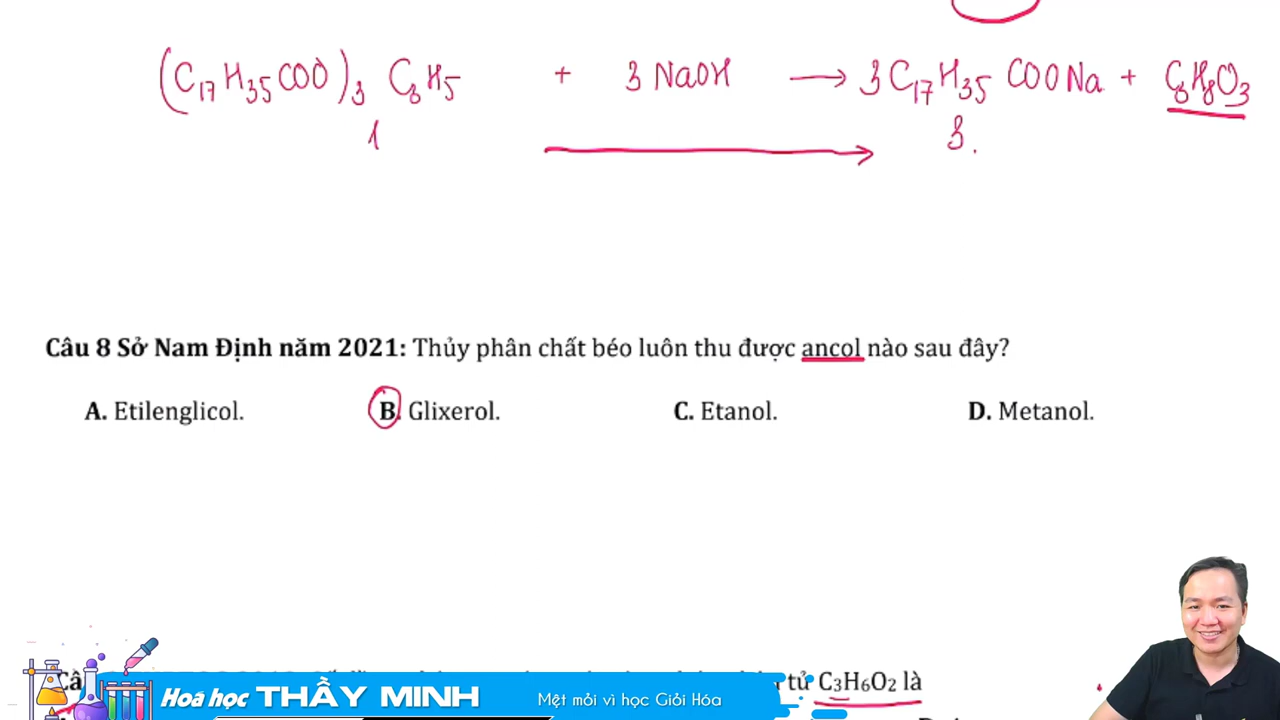 (C17H35COO)3 C3H5 + 3 NaOH → 3 C17H35 COONa + C3H8O3
1 3.
Câu 8 Sở Nam Định năm 2021: Thủy phân chất béo luôn thu được ancol nào sau đây?
A. Etilenglicol. B. Glixerol. C. Etanol. D. Metanol.
tử C3H6O2 là
Hoá học THẦY MINH Mệt mỏi vì học Giỏi Hóa